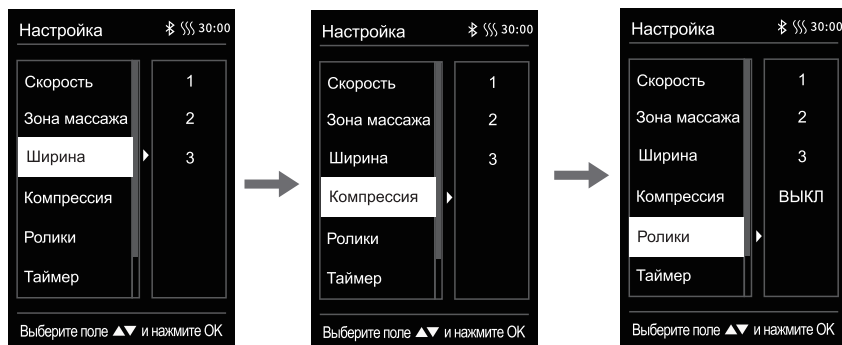 Настройка 30:00
Скорость 1
Зона массажа 2
Ширина 3
Компрессия
Ролики
Таймер
Выберите поле ▲▼ и нажмите OK
Настройка 30:00
Скорость 1
Зона массажа 2
Ширина 3
Компрессия
Ролики
Таймер
Выберите поле ▲▼ и нажмите OK
Настройка 30:00
Скорость 1
Зона массажа 2
Ширина 3
Компрессия ВЫКЛ
Ролики
Таймер
Выберите поле ▲▼ и нажмите OK